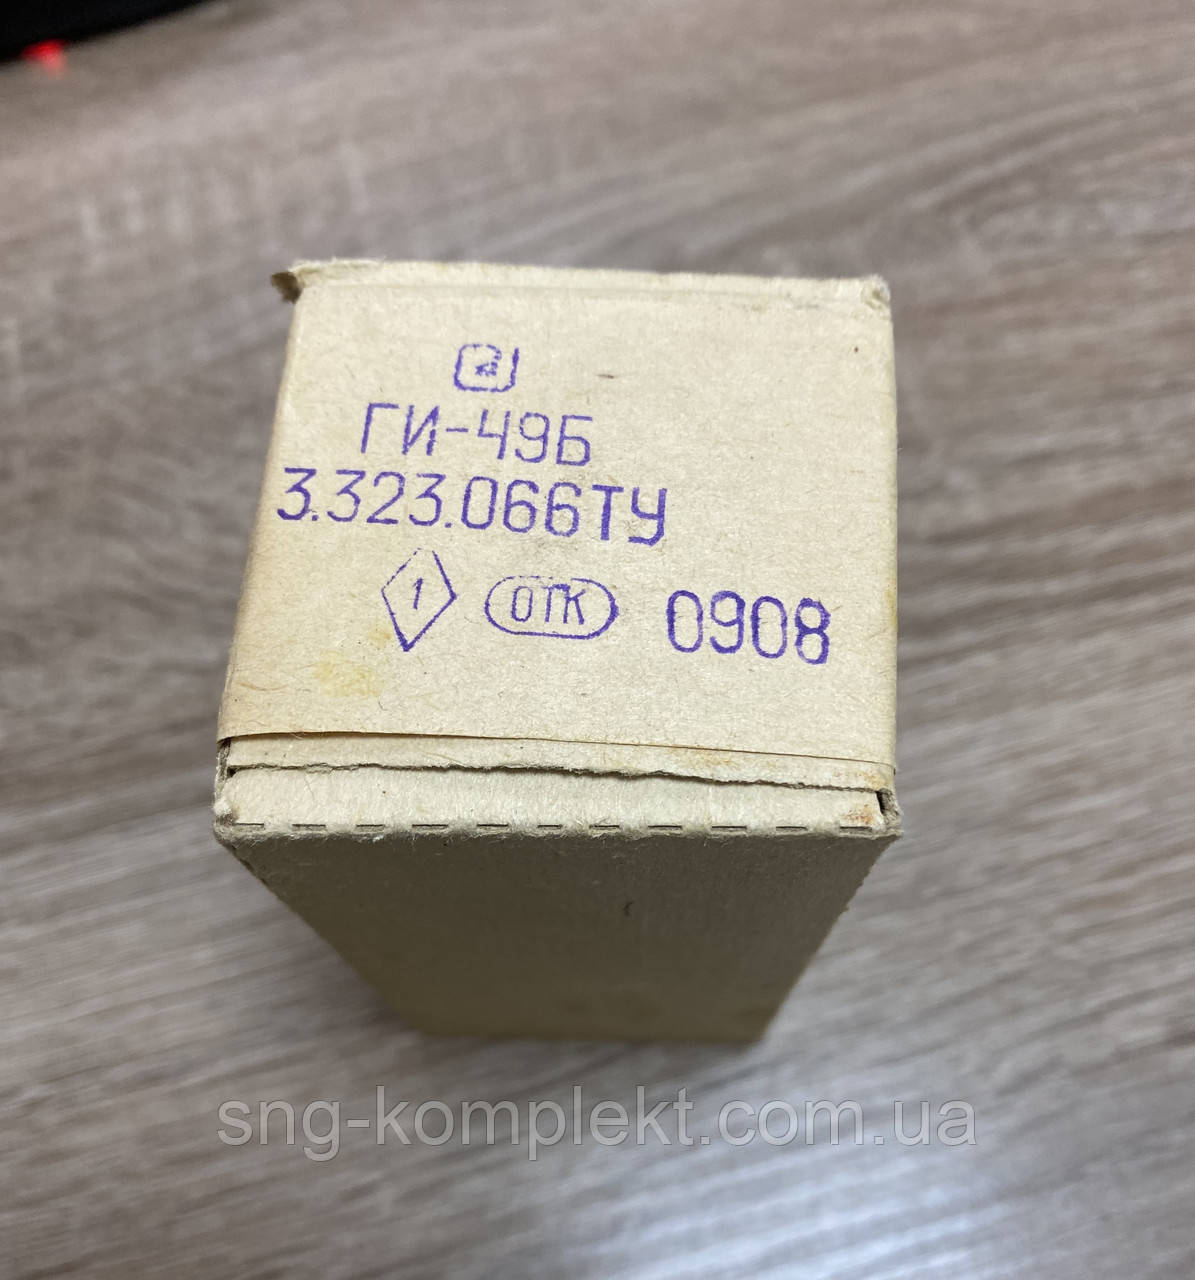 ГИ-49Б
3.323.066ТУ
1 ОТК 0908
sng-komplekt.com.ua